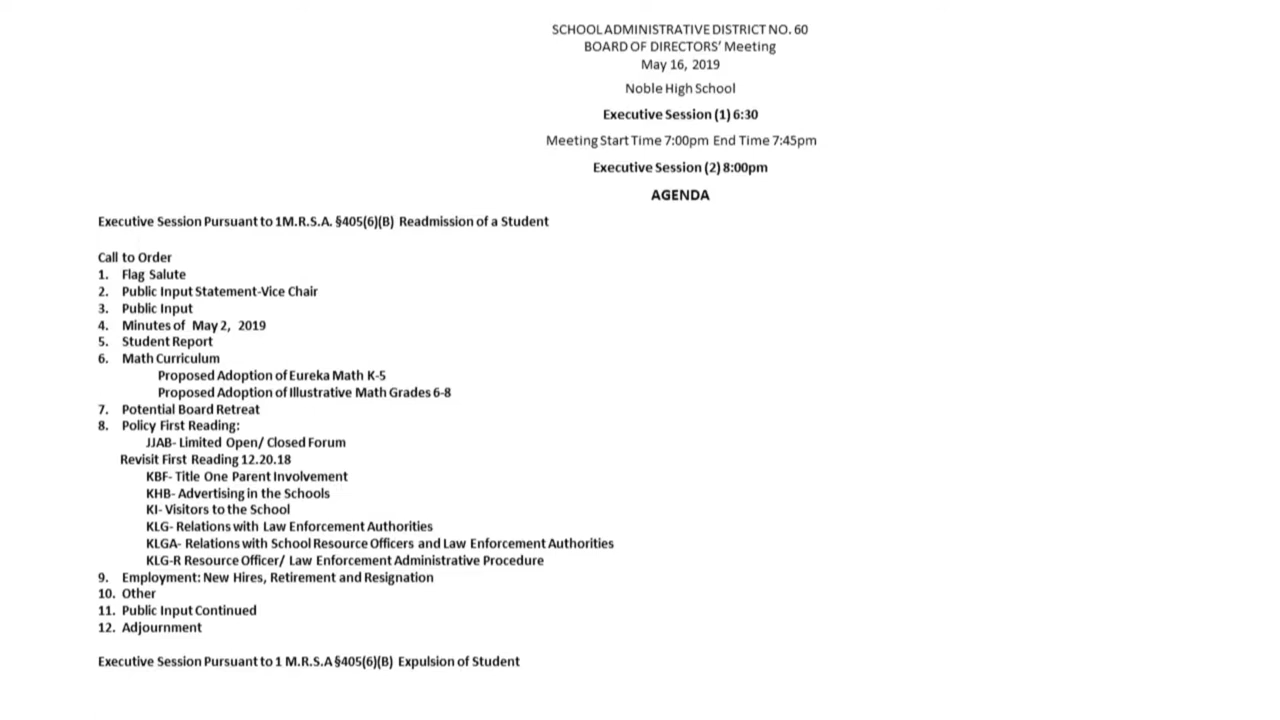 SCHOOL ADMINISTRATIVE DISTRICT NO. 60
BOARD OF DIRECTORS' Meeting
May 16, 2019
Noble High School
Executive Session (1) 6:30
Meeting Start Time 7:00pm End Time 7:45pm
Executive Session (2) 8:00pm
AGENDA
Executive Session Pursuant to 1M.R.S.A. §405(6)(B) Readmission of a Student
Call to Order
1. Flag Salute
2. Public Input Statement-Vice Chair
3. Public Input
4. Minutes of May 2, 2019
5. Student Report
6. Math Curriculum
Proposed Adoption of Eureka Math K-5
Proposed Adoption of Illustrative Math Grades 6-8
7. Potential Board Retreat
8. Policy First Reading:
JJAB- Limited Open/ Closed Forum
Revisit First Reading 12.20.18
KBF- Title One Parent Involvement
KHB- Advertising in the Schools
KI- Visitors to the School
KLG- Relations with Law Enforcement Authorities
KLGA- Relations with School Resource Officers and Law Enforcement Authorities
KLG-R Resource Officer/ Law Enforcement Administrative Procedure
9. Employment: New Hires, Retirement and Resignation
10. Other
11. Public Input Continued
12. Adjournment
Executive Session Pursuant to 1 M.R.S.A §405(6)(B) Expulsion of Student